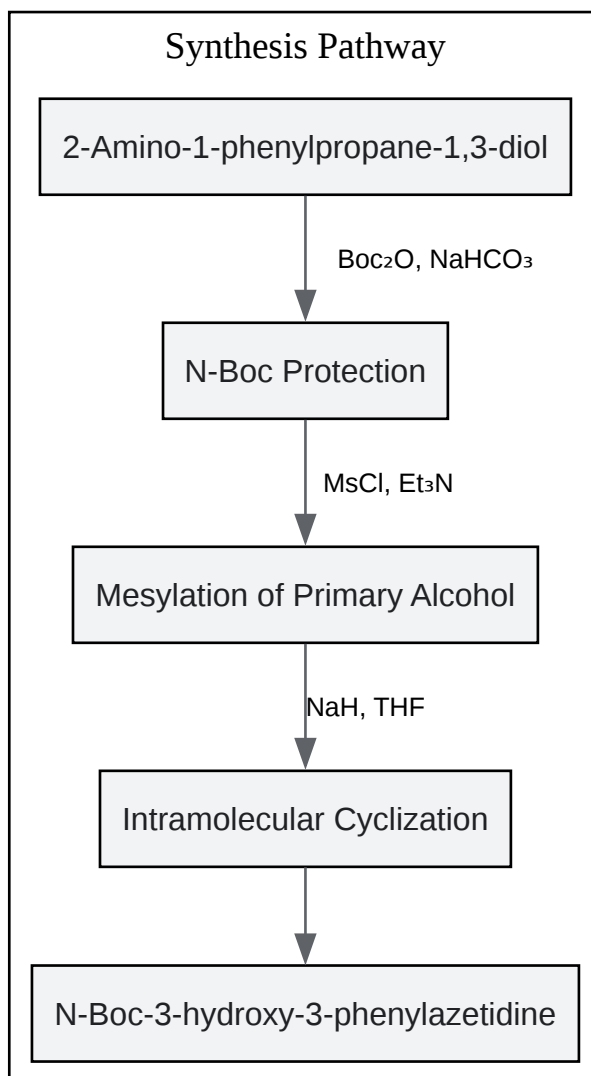 Synthesis Pathway
2-Amino-1-phenylpropane-1,3-diol
Boc₂O, NaHCO₃
N-Boc Protection
MsCl, Et₃N
Mesylation of Primary Alcohol
NaH, THF
Intramolecular Cyclization
N-Boc-3-hydroxy-3-phenylazetidine